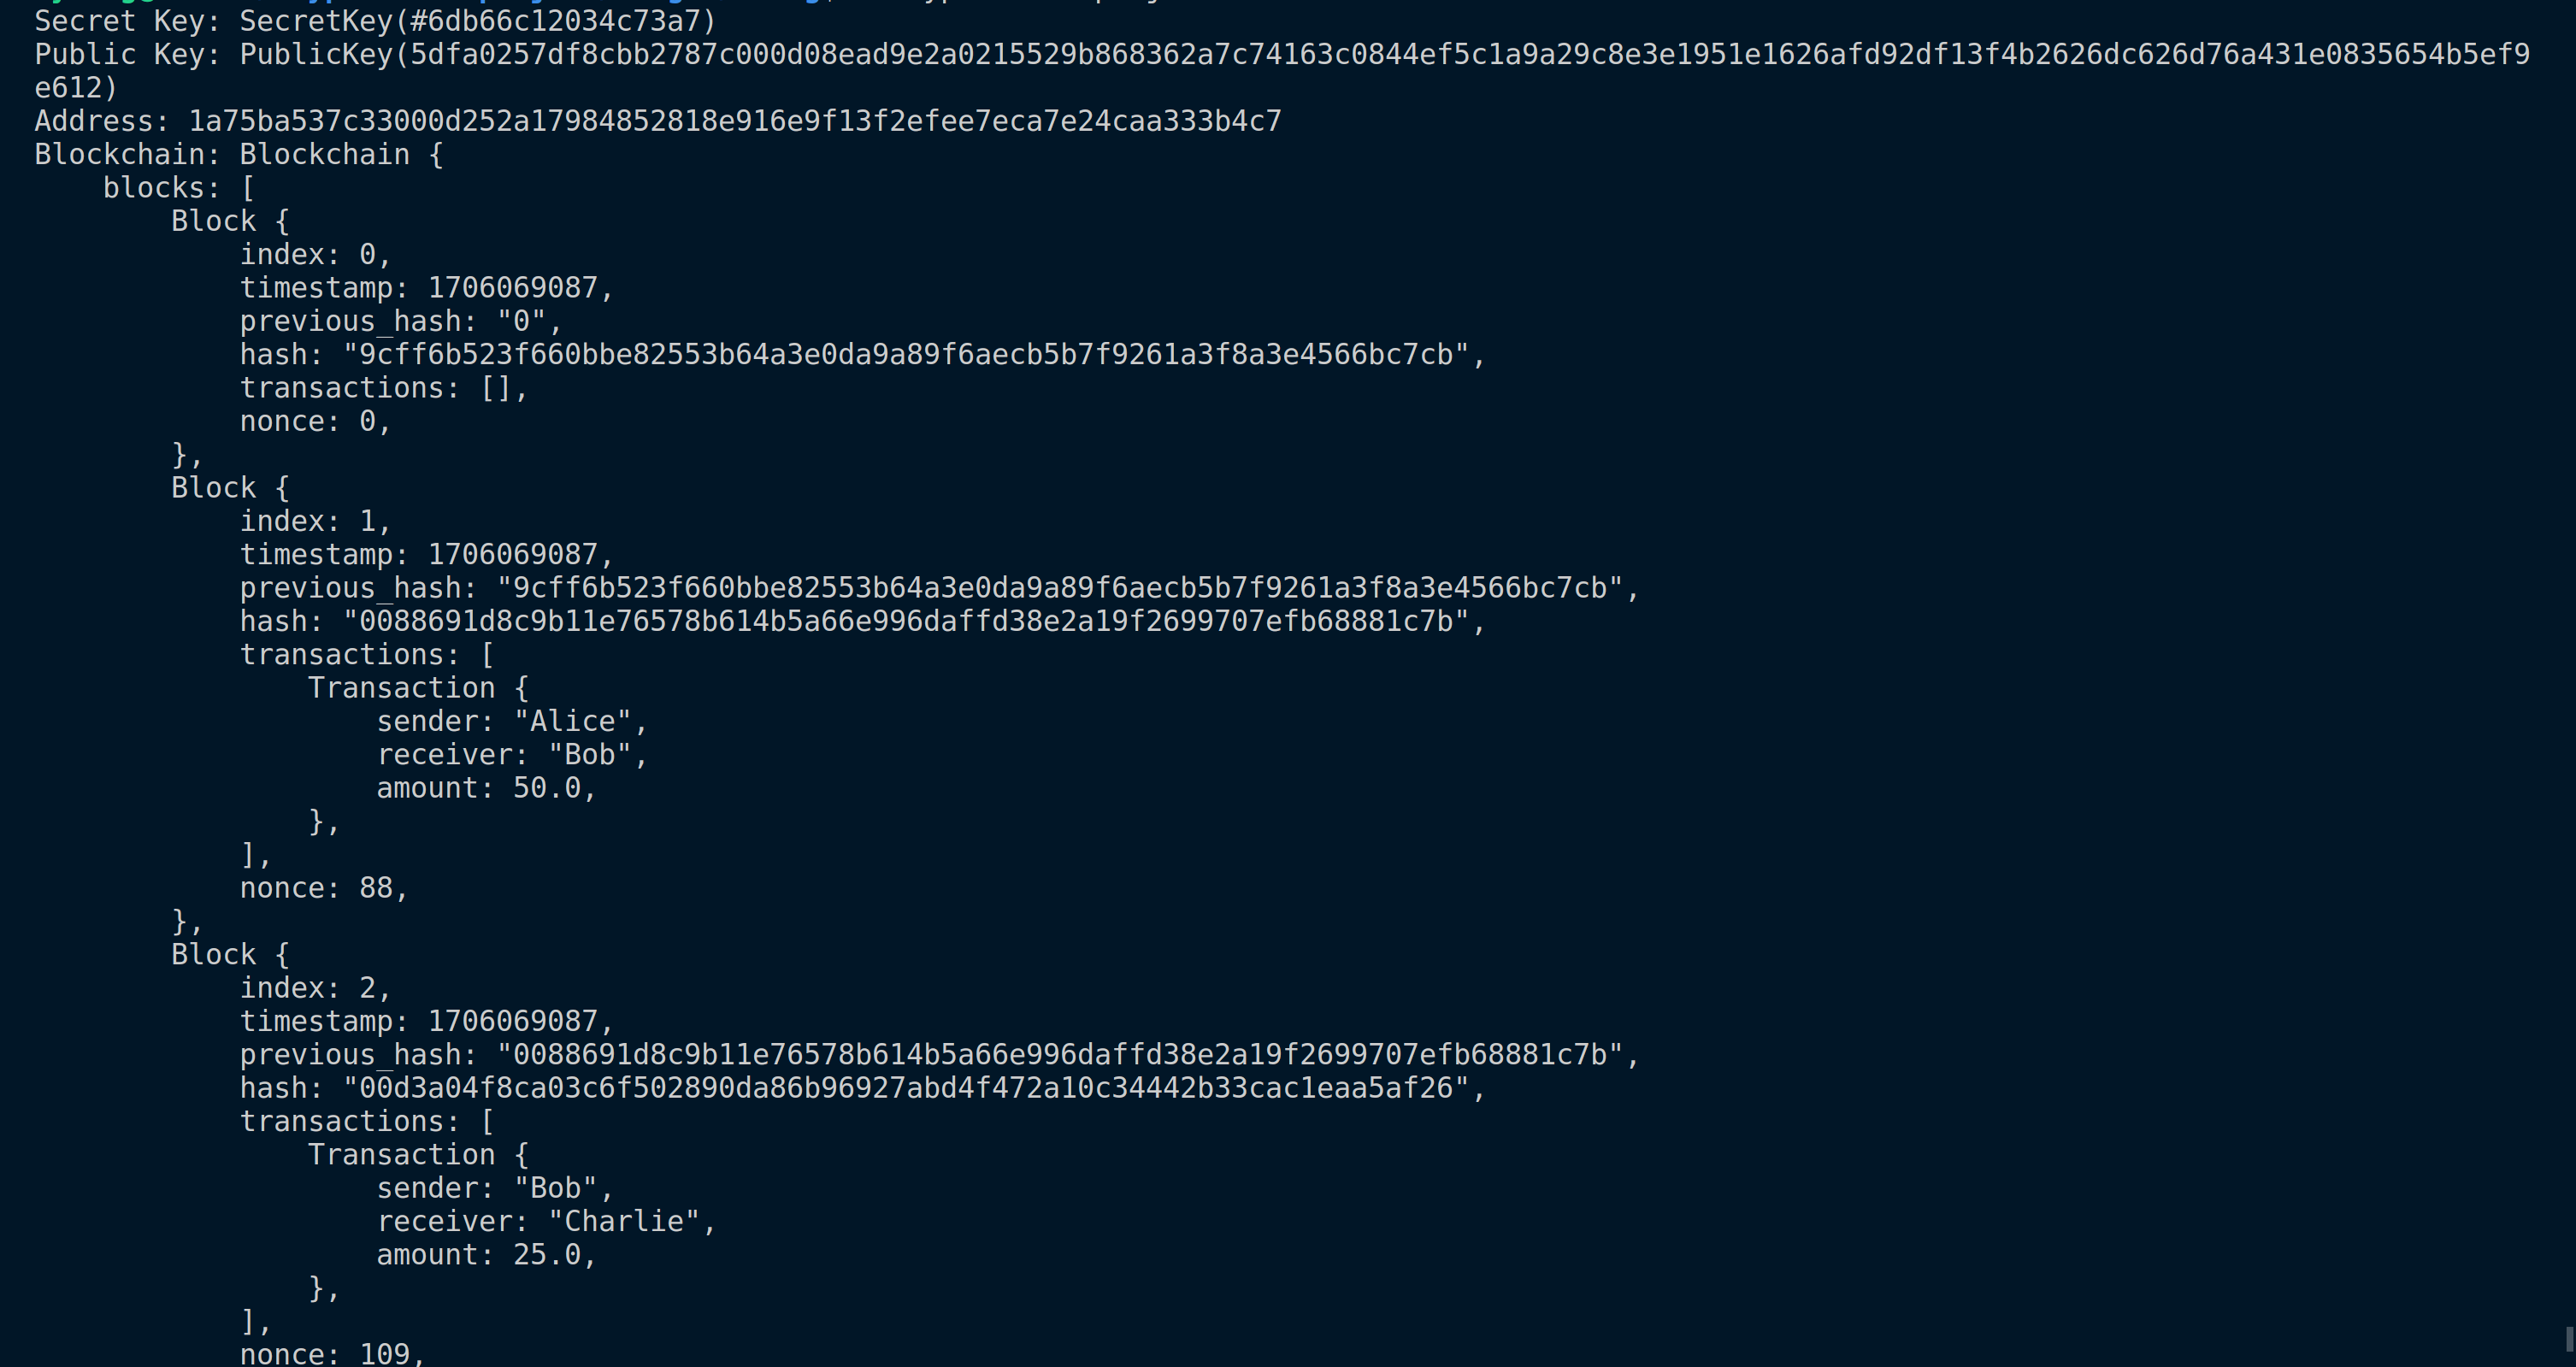 Secret Key: SecretKey(#6db66c12034c73a7)
Public Key: PublicKey(5dfa0257df8cbb2787c000d08ead9e2a0215529b868362a7c74163c0844ef5c1a9a29c8e3e1951e1626afd92df13f4b2626dc626d76a431e0835654b5ef9
e612)
Address: 1a75ba537c33000d252a17984852818e916e9f13f2efee7eca7e24caa333b4c7
Blockchain: Blockchain {
    blocks: [
        Block {
            index: 0,
            timestamp: 1706069087,
            previous_hash: "0",
            hash: "9cff6b523f660bbe82553b64a3e0da9a89f6aecb5b7f9261a3f8a3e4566bc7cb",
            transactions: [],
            nonce: 0,
        },
        Block {
            index: 1,
            timestamp: 1706069087,
            previous_hash: "9cff6b523f660bbe82553b64a3e0da9a89f6aecb5b7f9261a3f8a3e4566bc7cb",
            hash: "0088691d8c9b11e76578b614b5a66e996daffd38e2a19f2699707efb68881c7b",
            transactions: [
                Transaction {
                    sender: "Alice",
                    receiver: "Bob",
                    amount: 50.0,
                },
            ],
            nonce: 88,
        },
        Block {
            index: 2,
            timestamp: 1706069087,
            previous_hash: "0088691d8c9b11e76578b614b5a66e996daffd38e2a19f2699707efb68881c7b",
            hash: "00d3a04f8ca03c6f502890da86b96927abd4f472a10c34442b33cac1eaa5af26",
            transactions: [
                Transaction {
                    sender: "Bob",
                    receiver: "Charlie",
                    amount: 25.0,
                },
            ],
            nonce: 109,